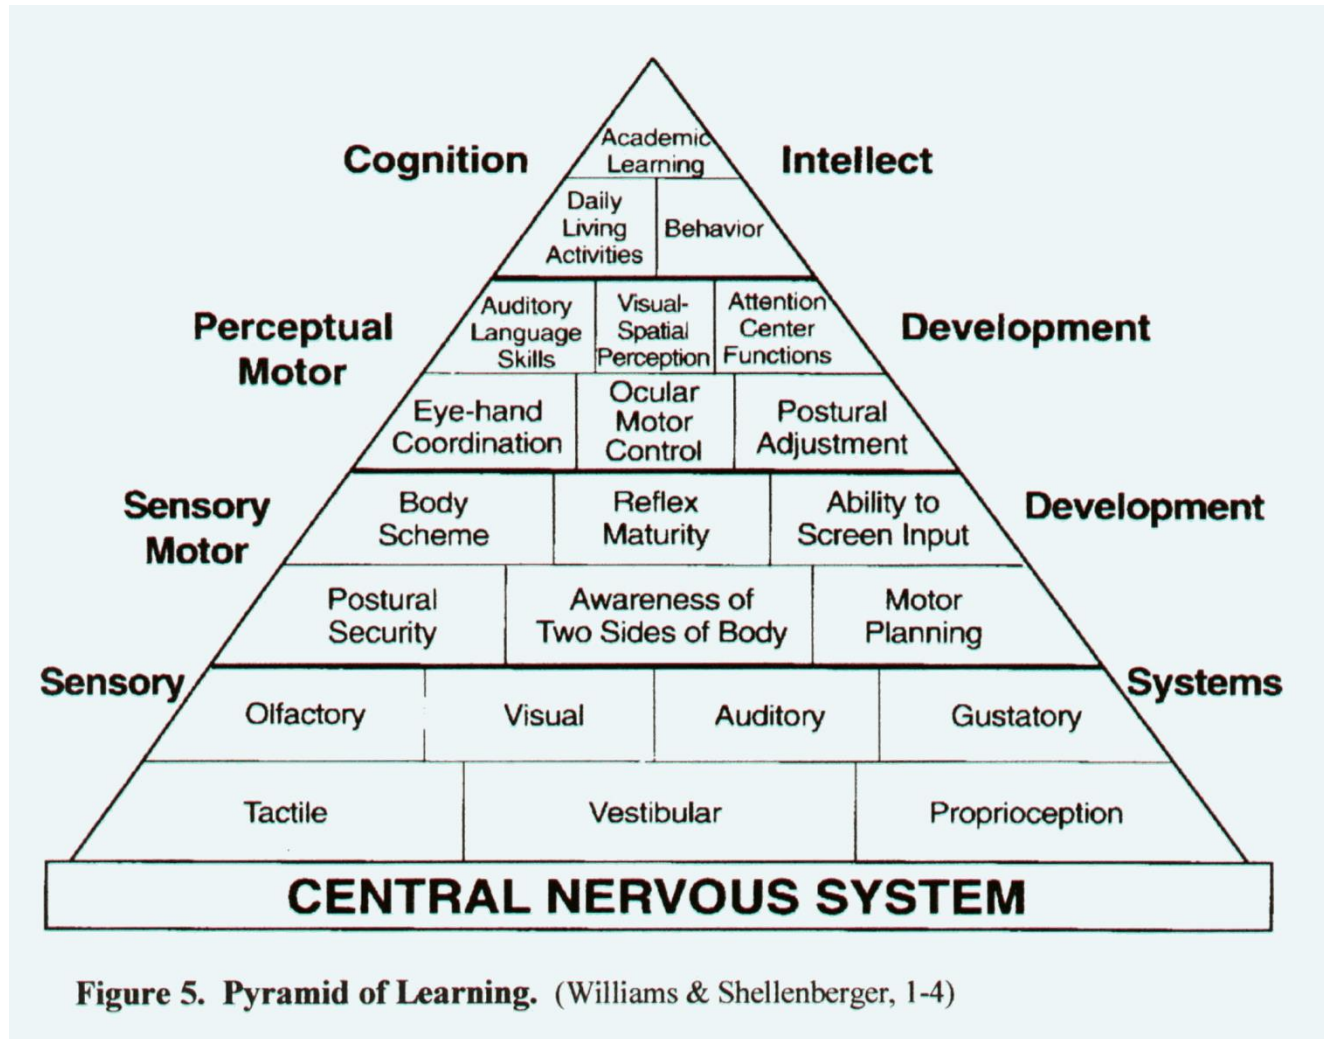 Academic
Learning
Cognition
Intellect
Daily
Living
Activities
Behavior
Perceptual
Motor
Development
Auditory
Language
Skills
Visual-
Spatial
Perception
Attention
Center
Functions
Eye-hand
Coordination
Ocular
Motor
Control
Postural
Adjustment
Sensory
Motor
Development
Body
Scheme
Reflex
Maturity
Ability to
Screen Input
Postural
Security
Awareness of
Two Sides of Body
Motor
Planning
Sensory
Systems
Olfactory
Visual
Auditory
Gustatory
Tactile
Vestibular
Proprioception
CENTRAL NERVOUS SYSTEM
Figure 5. Pyramid of Learning. (Williams & Shellenberger, 1-4)